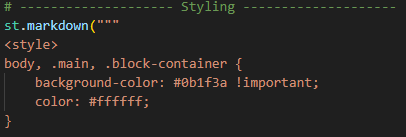 # -------------------- Styling --------------------
st.markdown("""
<style>
body, .main, .block-container {
    background-color: #0b1f3a !important;
    color: #ffffff;
}